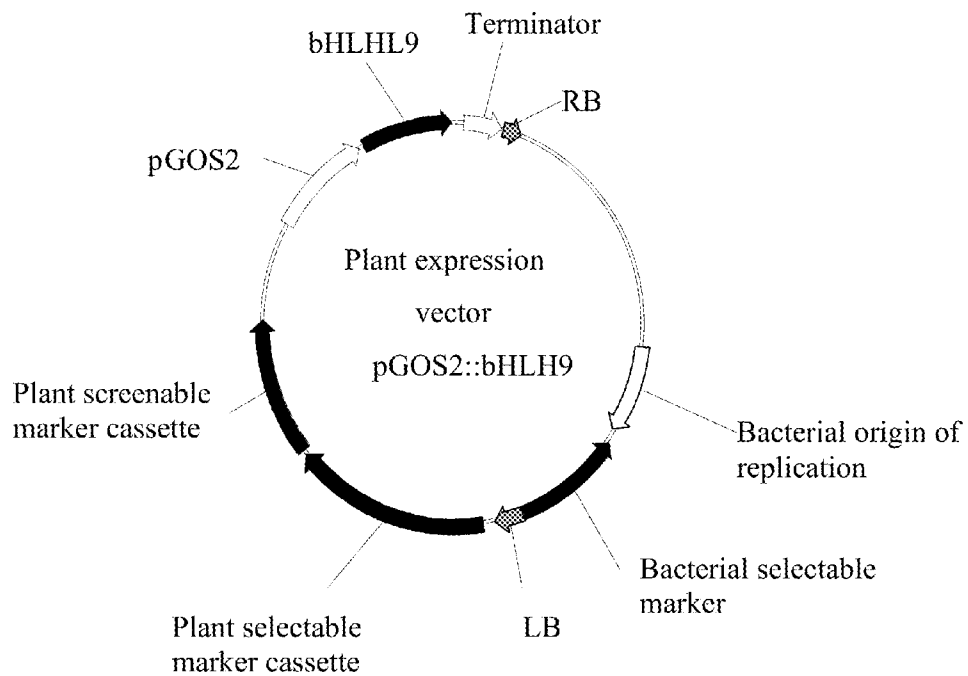 Terminator
bHLHL9
RB
pGOS2
Plant expression
vector
pGOS2::bHLH9
Plant screenable
marker cassette
Bacterial origin of
replication
Bacterial selectable
marker
Plant selectable
marker cassette
LB